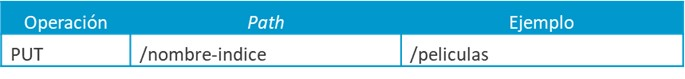 Operación Path Ejemplo
PUT /nombre-indice /peliculas